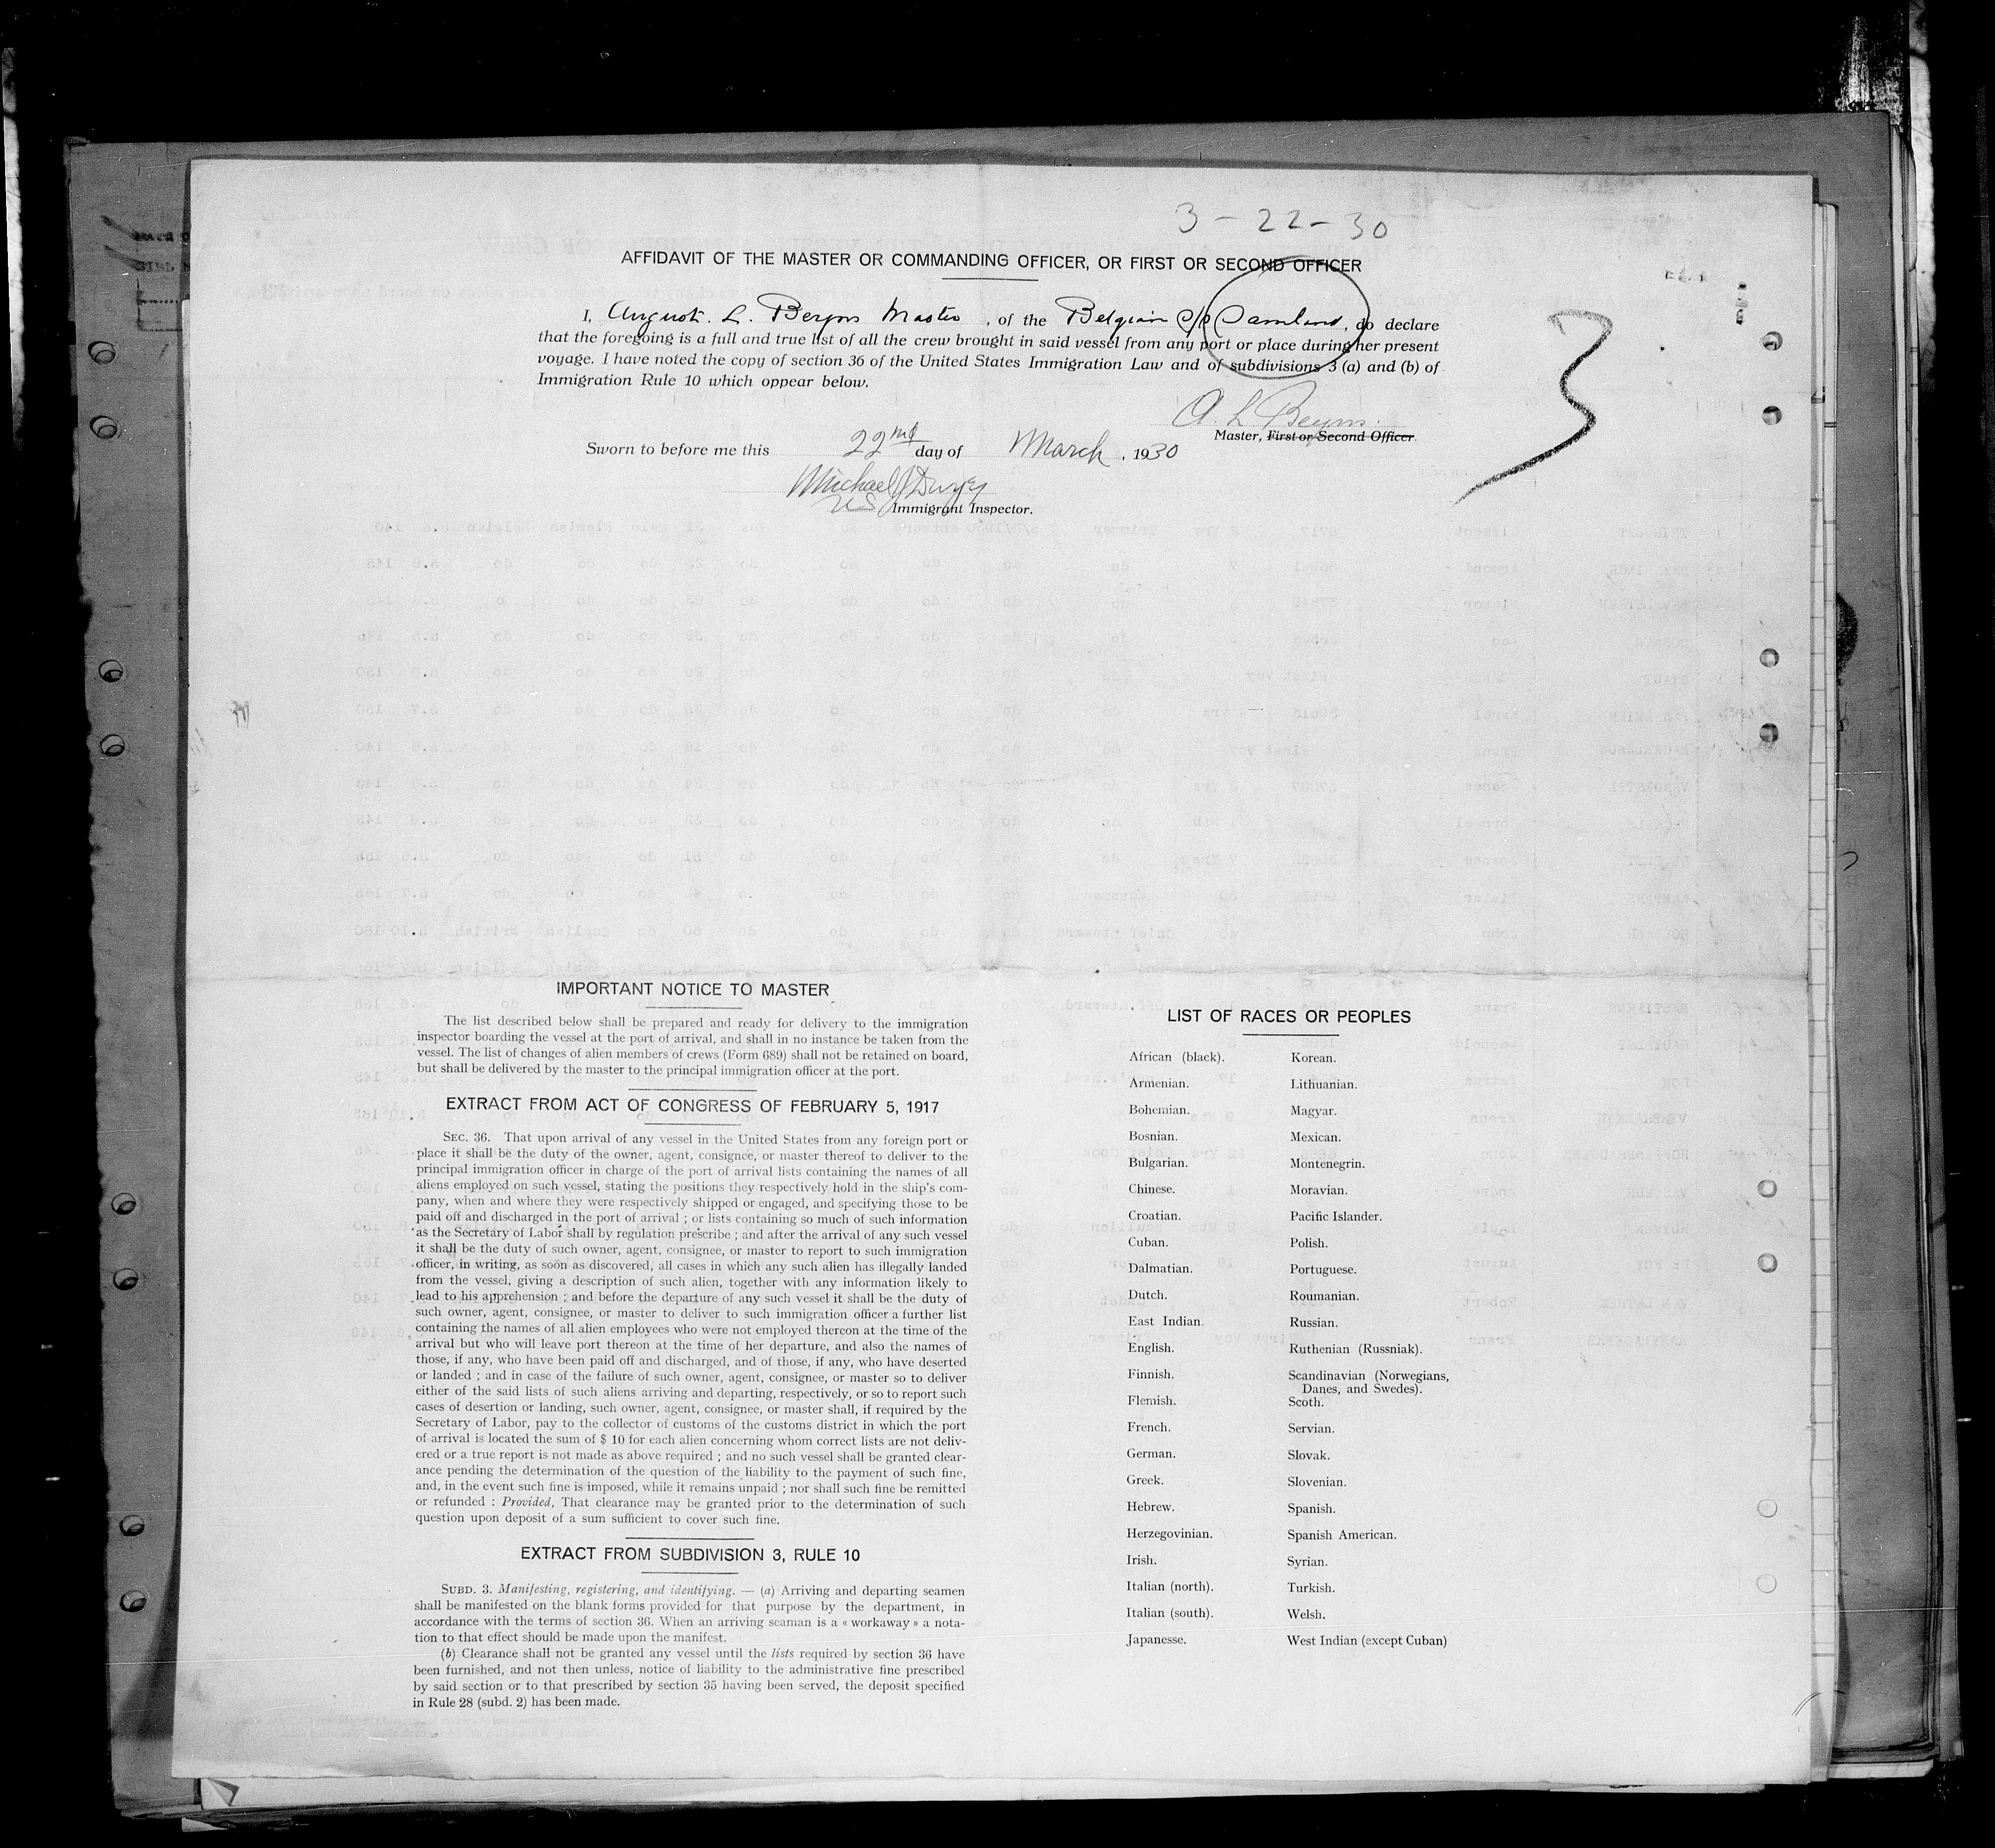 3 - 22 - 30
AFFIDAVIT OF THE MASTER OR COMMANDING OFFICER, OR FIRST OR SECOND OFFICER
I, August. L. Beyns Master, of the Belgian S/S Samland, do declare
that the foregoing is a full and true list of all the crew brought in said vessel from any port or place during her present
voyage. I have noted the copy of section 36 of the United States Immigration Law and of subdivisions 3 (a) and (b) of
Immigration Rule 10 which oppear below.
3
A L Beyns.
Master, First or Second Officer.
Sworn to before me this 22nd day of March, 1930
Michael J Dwyer
US Immigrant Inspector.
IMPORTANT NOTICE TO MASTER
The list described below shall be prepared and ready for delivery to the immigration
inspector boarding the vessel at the port of arrival, and shall in no instance be taken from the
vessel. The list of changes of alien members of crews (Form 689) shall not be retained on board,
but shall be delivered by the master to the principal immigration officer at the port.
EXTRACT FROM ACT OF CONGRESS OF FEBRUARY 5, 1917
SEC. 36. That upon arrival of any vessel in the United States from any foreign port or
place it shall be the duty of the owner, agent, consignee, or master thereof to deliver to the
principal immigration officer in charge of the port of arrival lists containing the names of all
aliens employed on such vessel, stating the positions they respectively hold in the ship's com-
pany, when and where they were respectively shipped or engaged, and specifying those to be
paid off and discharged in the port of arrival ; or lists containing so much of such information
as the Secretary of Labor shall by regulation prescribe ; and after the arrival of any such vessel
it shall be the duty of such owner, agent, consignee, or master to report to such immigration
officer, in writing, as soon as discovered, all cases in which any such alien has illegally landed
from the vessel, giving a description of such alien, together with any information likely to
lead to his apprehension ; and before the departure of any such vessel it shall be the duty of
such owner, agent, consignee, or master to deliver to such immigration officer a further list
containing the names of all alien employees who were not employed thereon at the time of the
arrival but who will leave port thereon at the time of her departure, and also the names of
those, if any, who have been paid off and discharged, and of those, if any, who have deserted
or landed ; and in case of the failure of such owner, agent, consignee, or master so to deliver
either of the said lists of such aliens arriving and departing, respectively, or so to report such
cases of desertion or landing, such owner, agent, consignee, or master shall, if required by the
Secretary of Labor, pay to the collector of customs of the customs district in which the port
of arrival is located the sum of $ 10 for each alien concerning whom correct lists are not deliv-
ered or a true report is not made as above required ; and no such vessel shall be granted clear-
ance pending the determination of the question of the liability to the payment of such fine,
and, in the event such fine is imposed, while it remains unpaid ; nor shall such fine be remitted
or refunded : Provided, That clearance may be granted prior to the determination of such
question upon deposit of a sum sufficient to cover such fine.
EXTRACT FROM SUBDIVISION 3, RULE 10
SUBD. 3. Manifesting, registering, and identifying. — (a) Arriving and departing seamen
shall be manifested on the blank forms provided for that purpose by the department, in
accordance with the terms of section 36. When an arriving seaman is a « workaway » a nota-
tion to that effect should be made upon the manifest.
(b) Clearance shall not be granted any vessel until the lists required by section 36 have
been furnished, and not then unless, notice of liability to the administrative fine prescribed
by said section or to that prescribed by section 35 having been served, the deposit specified
in Rule 28 (subd. 2) has been made.
LIST OF RACES OR PEOPLES
African (black).
Armenian.
Bohemian.
Bosnian.
Bulgarian.
Chinese.
Croatian.
Cuban.
Dalmatian.
Dutch.
East Indian.
English.
Finnish.
Flemish.
French.
German.
Greek.
Hebrew.
Herzegovinian.
Irish.
Italian (north).
Italian (south).
Japanesse.
Korean.
Lithuanian.
Magyar.
Mexican.
Montenegrin.
Moravian.
Pacific Islander.
Polish.
Portuguese.
Roumanian.
Russian.
Ruthenian (Russniak).
Scandinavian (Norwegians,
Danes, and Swedes).
Scoth.
Servian.
Slovak.
Slovenian.
Spanish.
Spanish American.
Syrian.
Turkish.
Welsh.
West Indian (except Cuban)